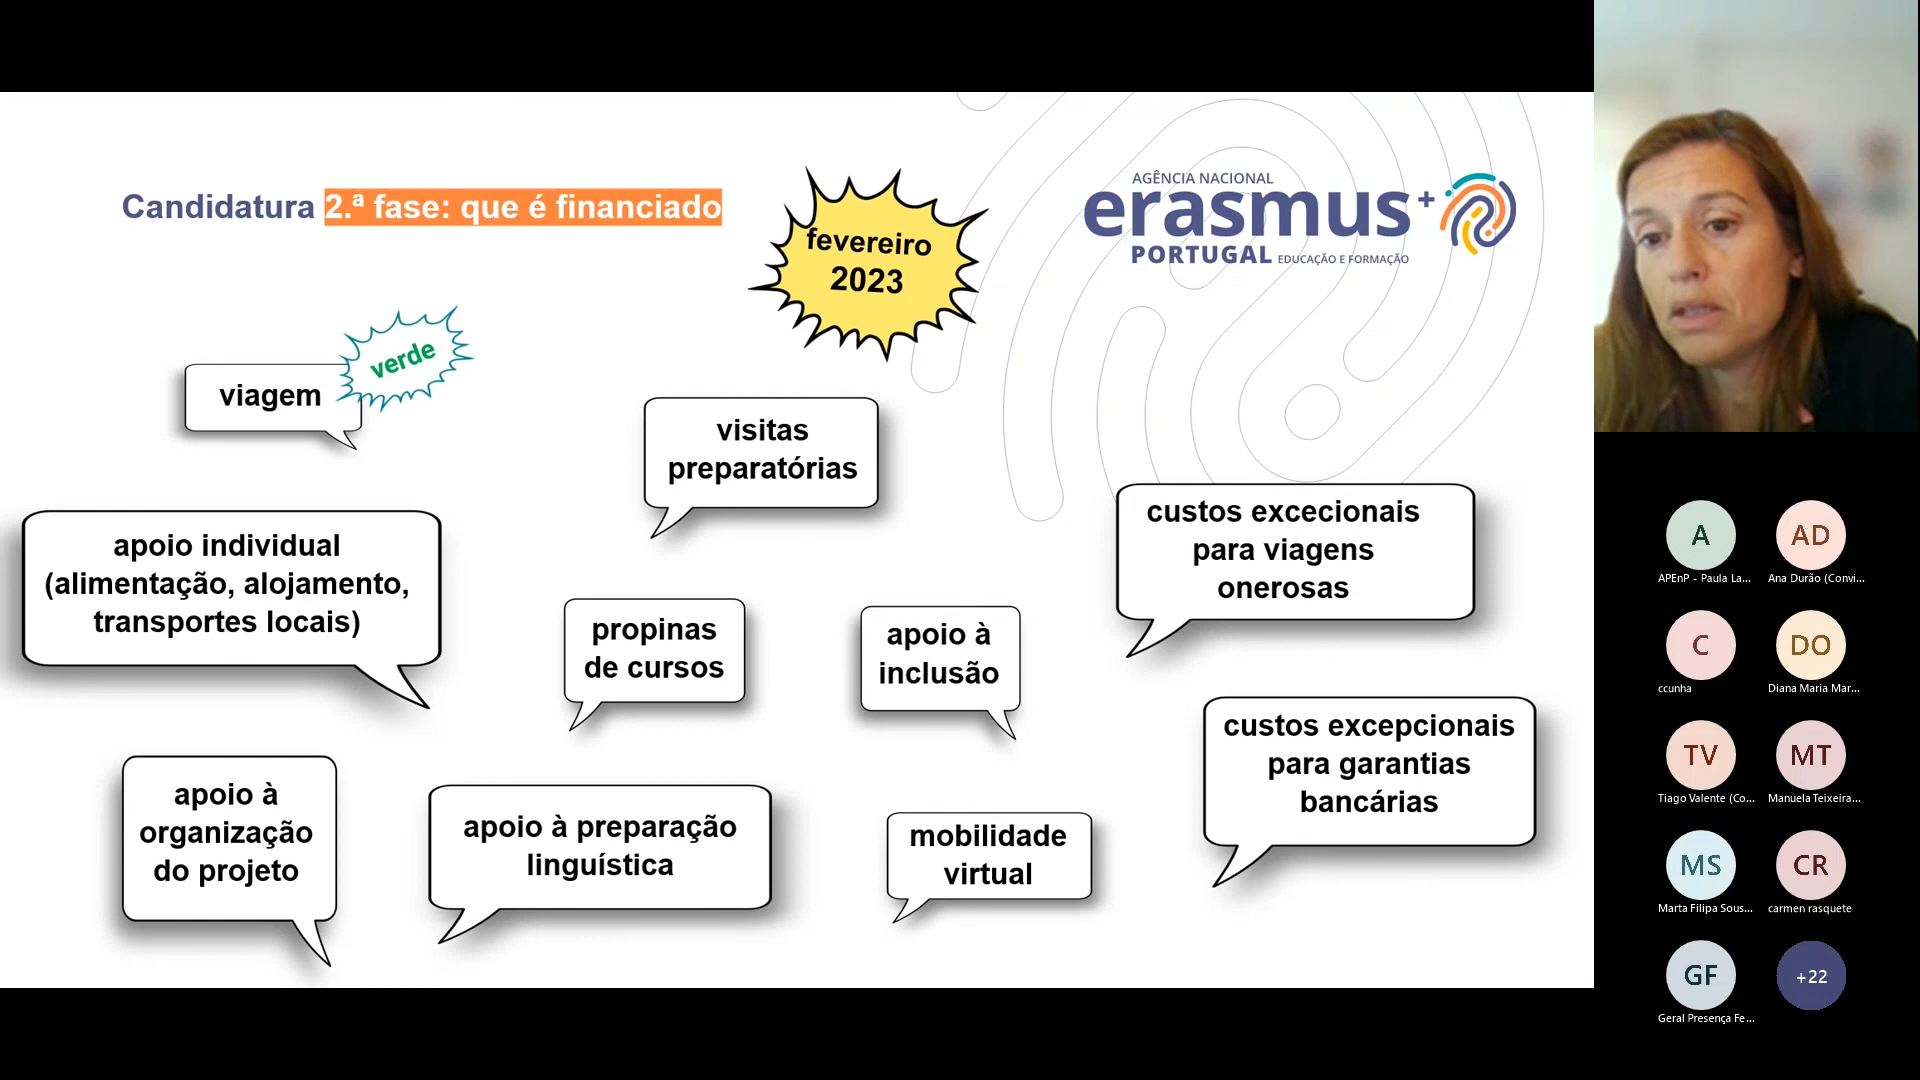 Candidatura 2.ª fase: que é financiado
fevereiro
2023
AGÊNCIA NACIONAL
erasmus+
PORTUGAL EDUCAÇÃO E FORMAÇÃO
viagem
verde
visitas
preparatórias
custos excecionais
para viagens
onerosas
apoio individual
(alimentação, alojamento,
transportes locais)
propinas
de cursos
apoio à
inclusão
custos excepcionais
para garantias
bancárias
apoio à
organização
do projeto
apoio à preparação
linguística
mobilidade
virtual
A
APEnP - Paula La...
AD
Ana Durão (Convi...
C
ccunha
DO
Diana Maria Mar...
TV
Tiago Valente (Co...
MT
Manuela Teixeira...
MS
Marta Filipa Sous...
CR
carmen rasquete
GF
Geral Presença Fe...
+22